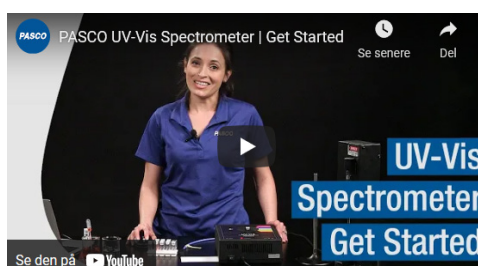 PASCO
PASCO UV-Vis Spectrometer | Get Started
Se senere
Del
PASCO
UV-Vis
Spectrometer
Get Started
Se den på YouTube